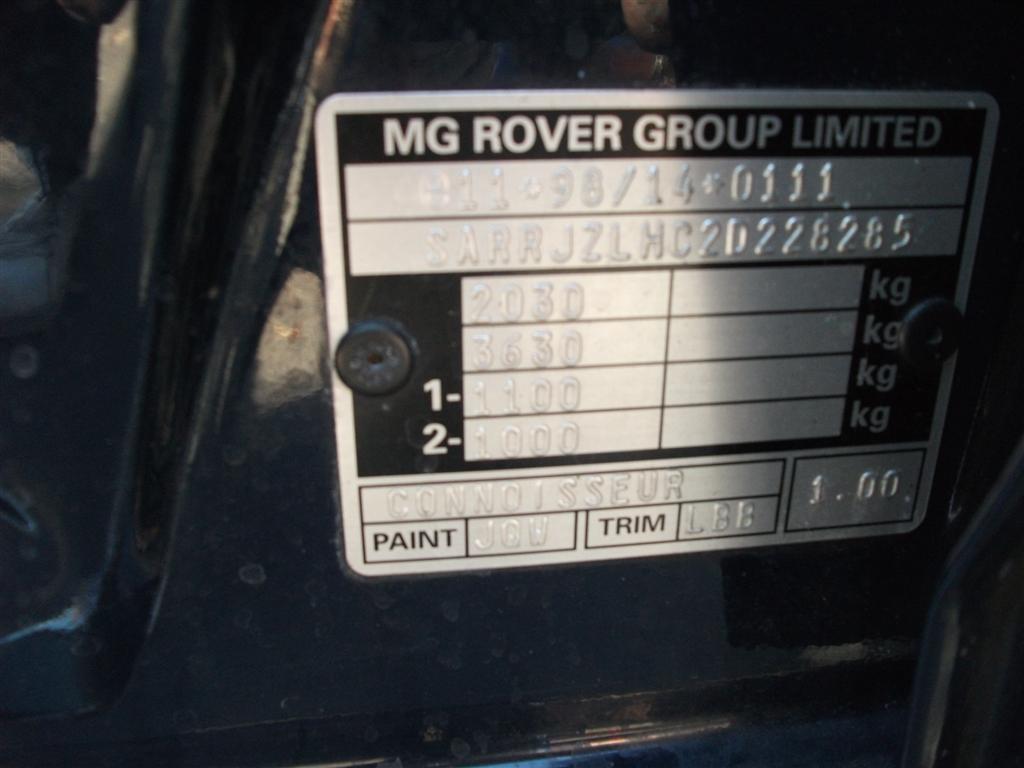 MG ROVER GROUP LIMITED
e11*98/14*0111
SARRJZLHC2D228285
2030 kg
3630 kg
1- 1100 kg
2- 1000 kg
CONNOISSEUR
1.00
PAINT JQW TRIM LBB